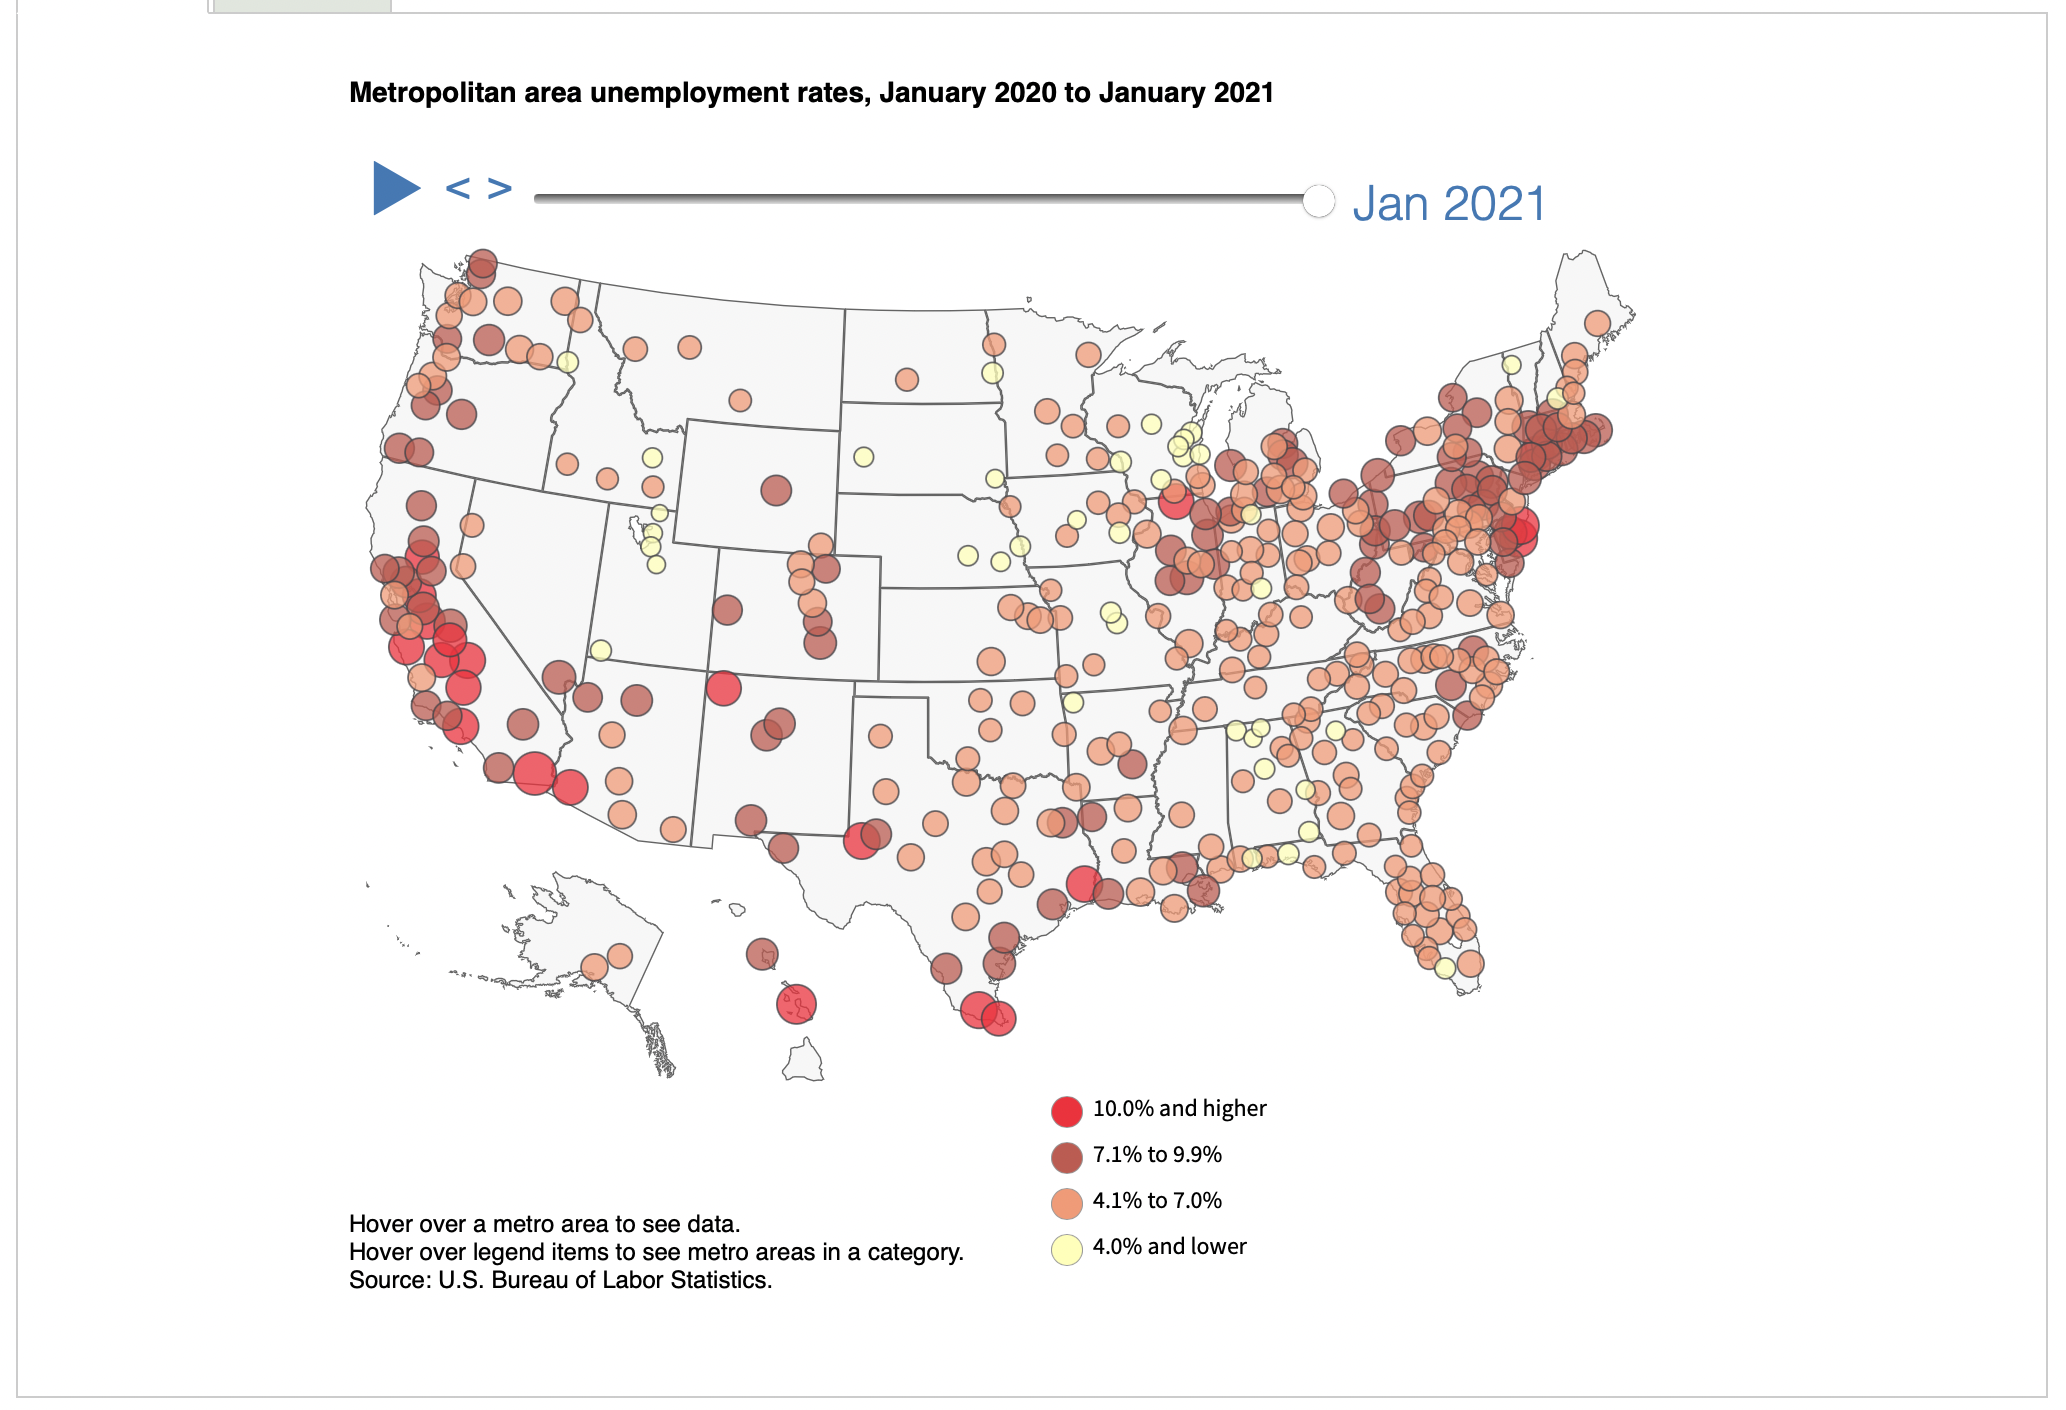 Metropolitan area unemployment rates, January 2020 to January 2021
< >
Jan 2021
10.0% and higher
7.1% to 9.9%
4.1% to 7.0%
4.0% and lower
Hover over a metro area to see data.
Hover over legend items to see metro areas in a category.
Source: U.S. Bureau of Labor Statistics.